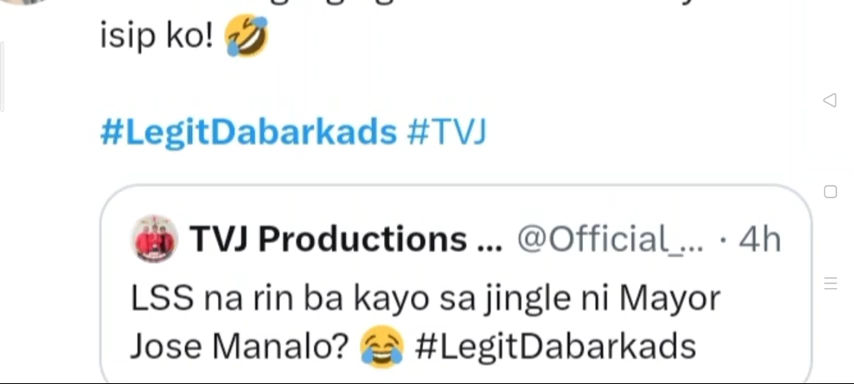 isip ko! 🤣
#LegitDabarkads #TVJ
TVJ Productions ... @Official_... · 4h
LSS na rin ba kayo sa jingle ni Mayor
Jose Manalo? 😂 #LegitDabarkads